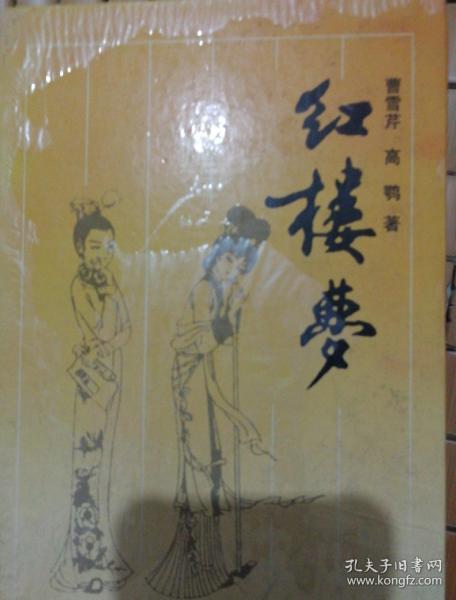 红楼梦
曹雪芹 高鹗 著
孔夫子旧书网
www.kongfz.com